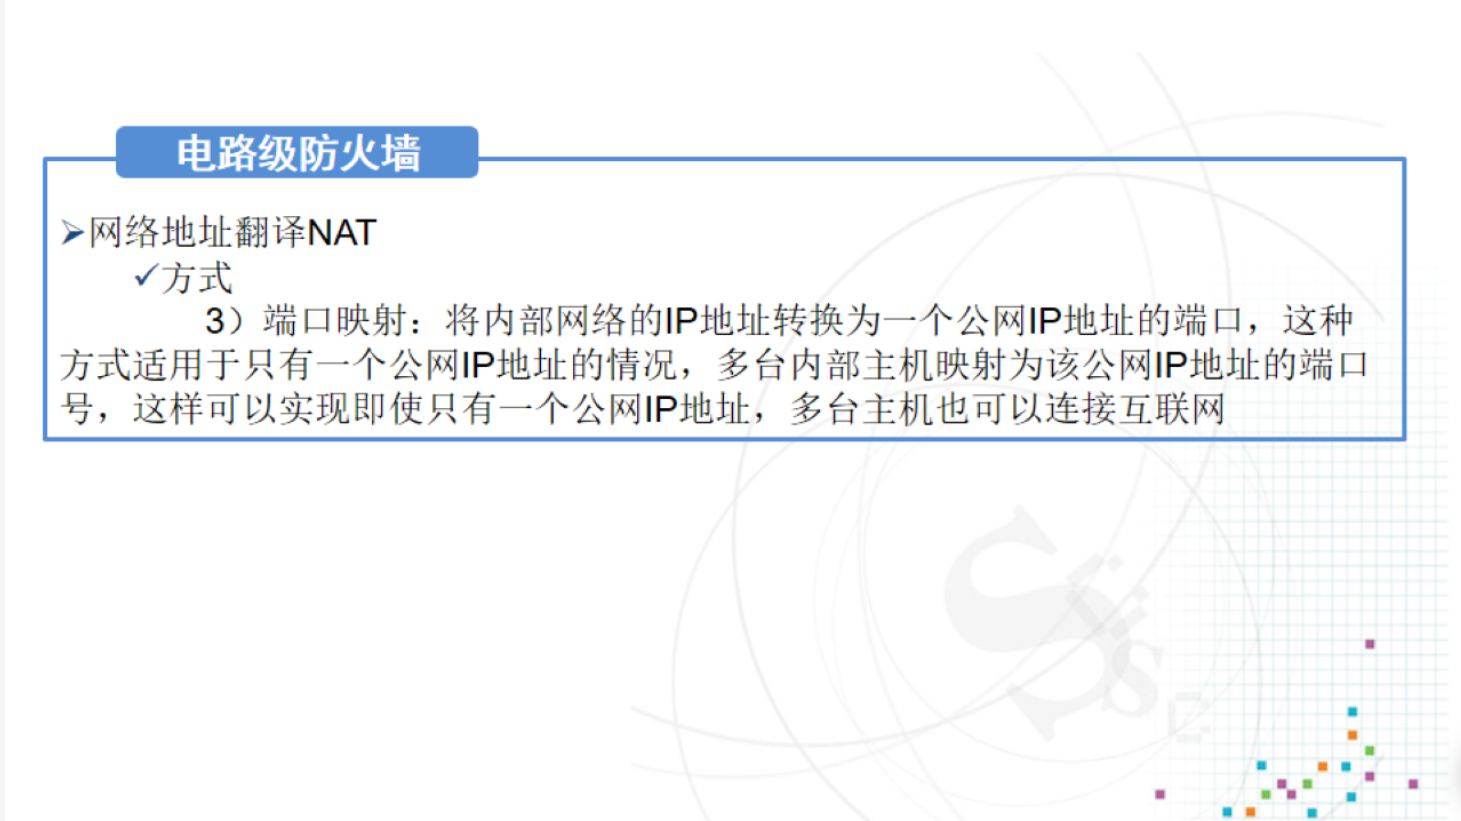 电路级防火墙
➢网络地址翻译NAT
✓方式
3）端口映射：将内部网络的IP地址转换为一个公网IP地址的端口，这种
方式适用于只有一个公网IP地址的情况，多台内部主机映射为该公网IP地址的端口
号，这样可以实现即使只有一个公网IP地址，多台主机也可以连接互联网